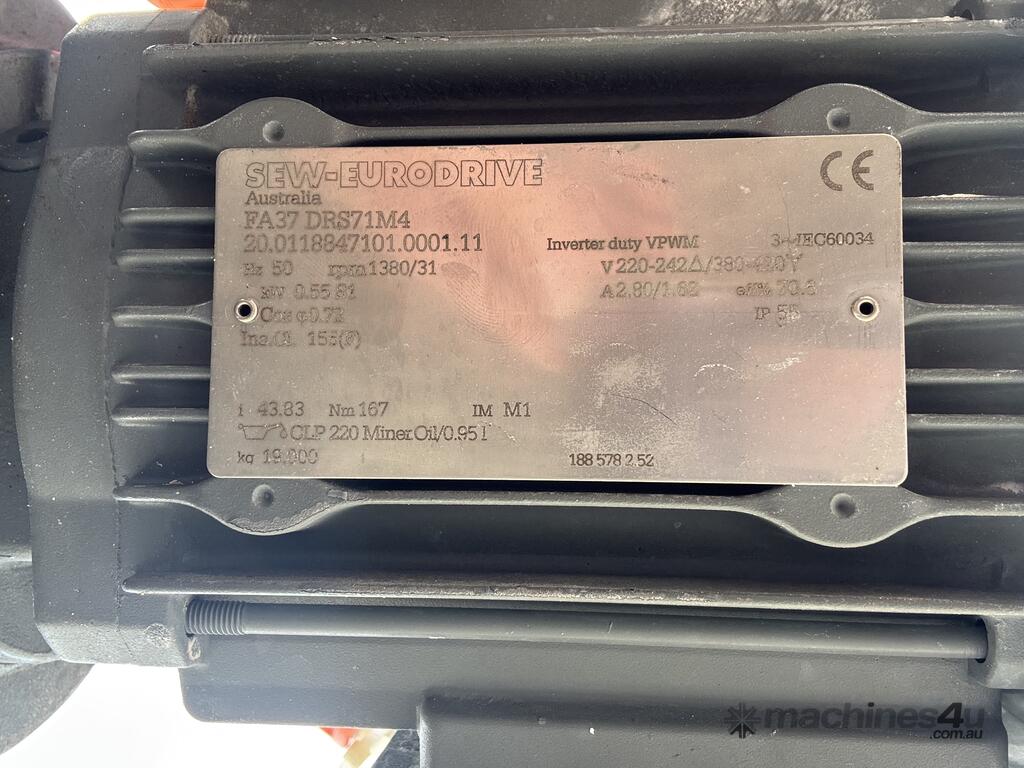 SEW-EURODRIVE
CE
Australia
FA37 DRS71M4
20.0118847101.0001.11 Inverter duty VPWM 3~IEC60034
Hz 50 rpm 1380/31 V 220-242Δ/380-420Y
kW 0.55 S1 A 2.80/1.62 eff%
Cos φ 0.72 IP 55
Ins.Cl. 155(F)
i 43.83 Nm 167 IM M1
CLP 220 Miner.Oil/0.95 l
kg 19.000 188 578 2.52
machines4u
.com.au